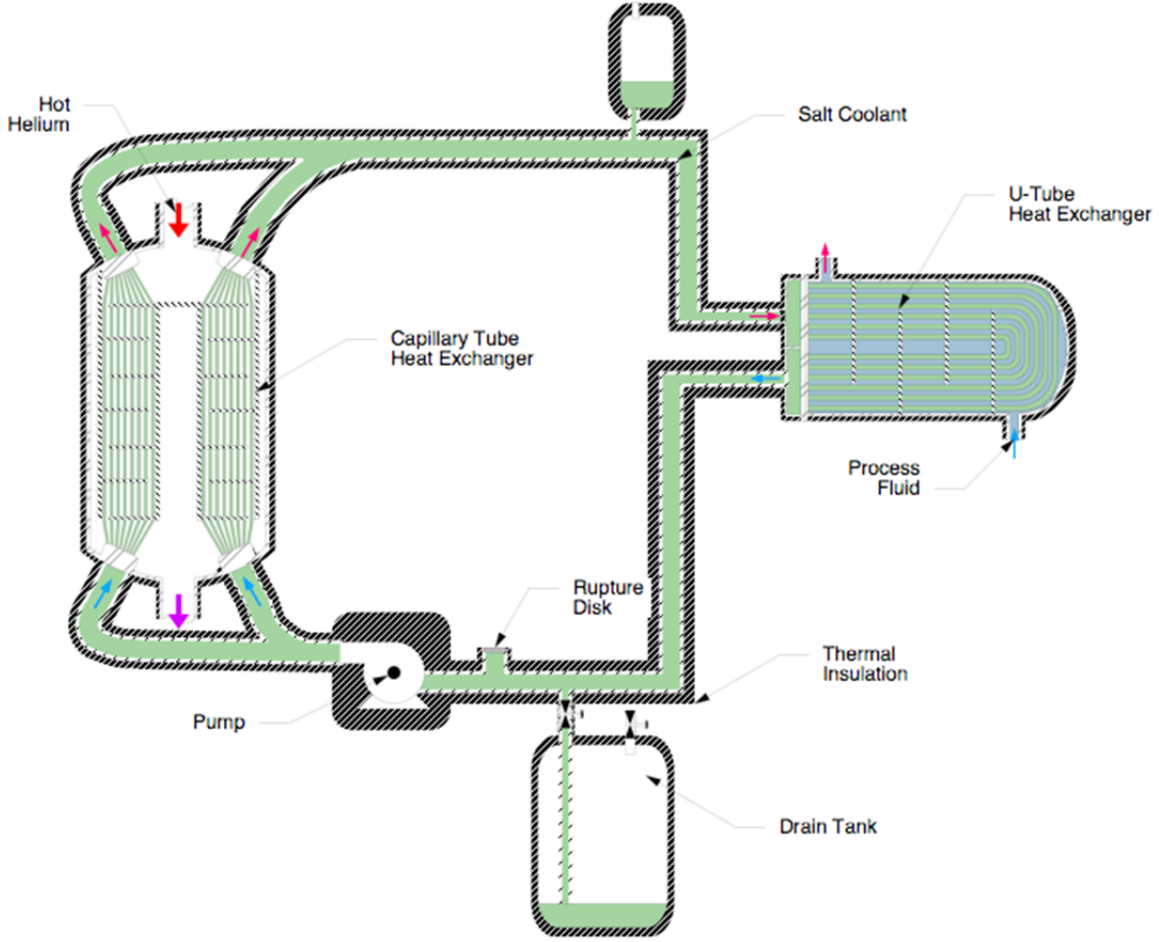 Hot
Helium
Salt Coolant
U-Tube
Heat Exchanger
Capillary Tube
Heat Exchanger
Process
Fluid
Rupture
Disk
Thermal
Insulation
Pump
Drain Tank